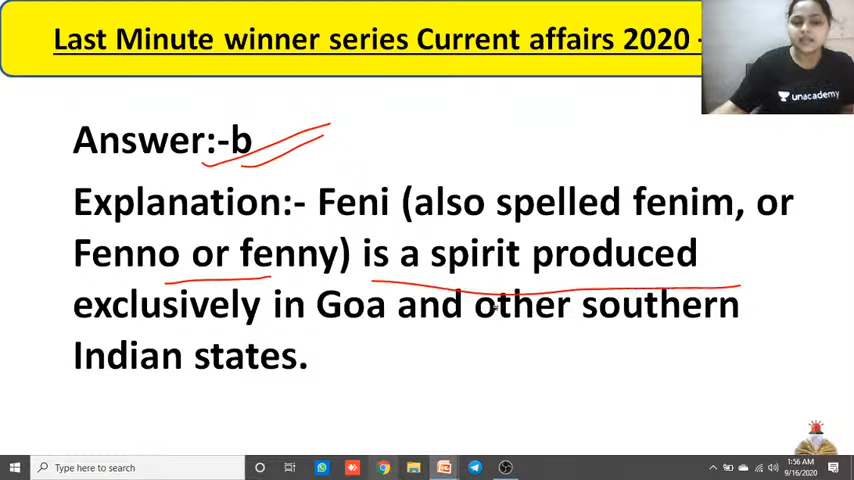 Last Minute winner series Current affairs 2020 -
unacademy
Answer:-b
Explanation:- Feni (also spelled fenim, or
Fenno or fenny) is a spirit produced
exclusively in Goa and other southern
Indian states.
Type here to search
1:56 AM
9/16/2020